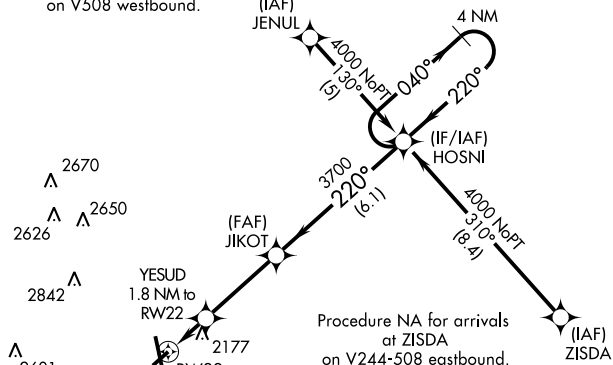 on V508 westbound.
(IAF)
JENUL
4 NM
4000 NoPT
130°
(5)
040°
220°
(IF/IAF)
HOSNI
3700
220°
(6.1)
4000 NoPT
310°
(8.4)
2670
2626
2650
(FAF)
JIKOT
2842
YESUD
1.8 NM to
RW22
2177
Procedure NA for arrivals
at ZISDA
on V244-508 eastbound.
(IAF)
ZISDA